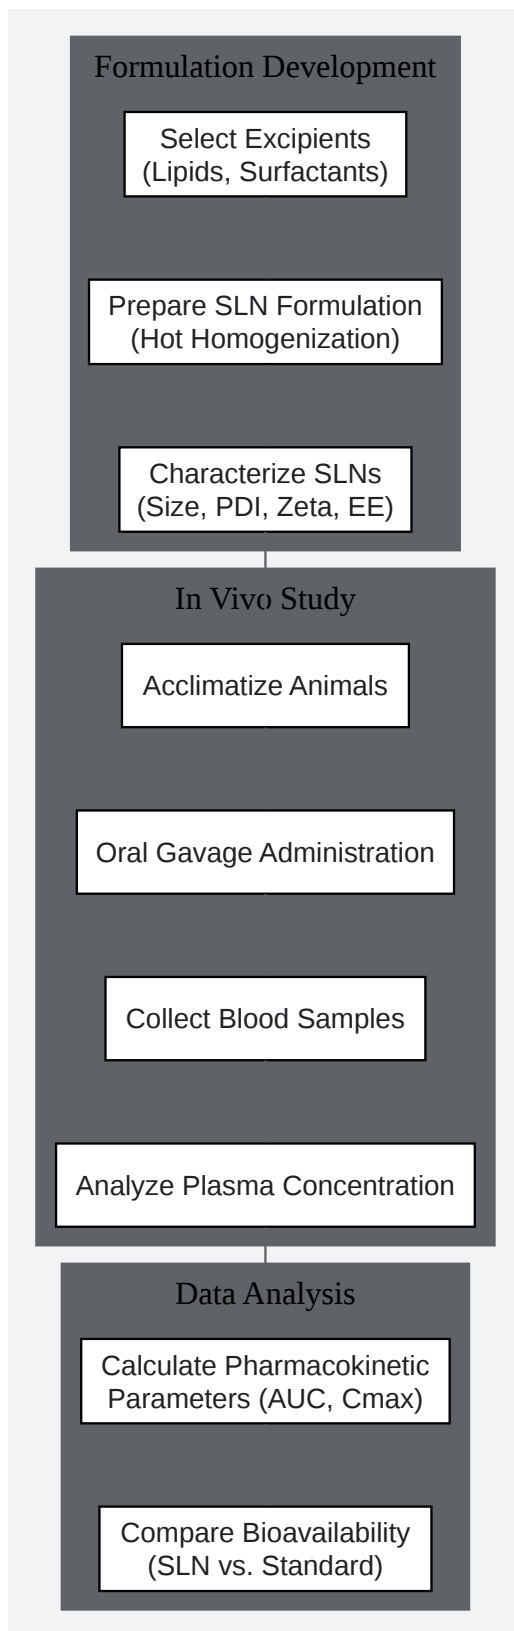 Formulation Development
Select Excipients
(Lipids, Surfactants)
Prepare SLN Formulation
(Hot Homogenization)
Characterize SLNs
(Size, PDI, Zeta, EE)
In Vivo Study
Acclimatize Animals
Oral Gavage Administration
Collect Blood Samples
Analyze Plasma Concentration
Data Analysis
Calculate Pharmacokinetic
Parameters (AUC, Cmax)
Compare Bioavailability
(SLN vs. Standard)